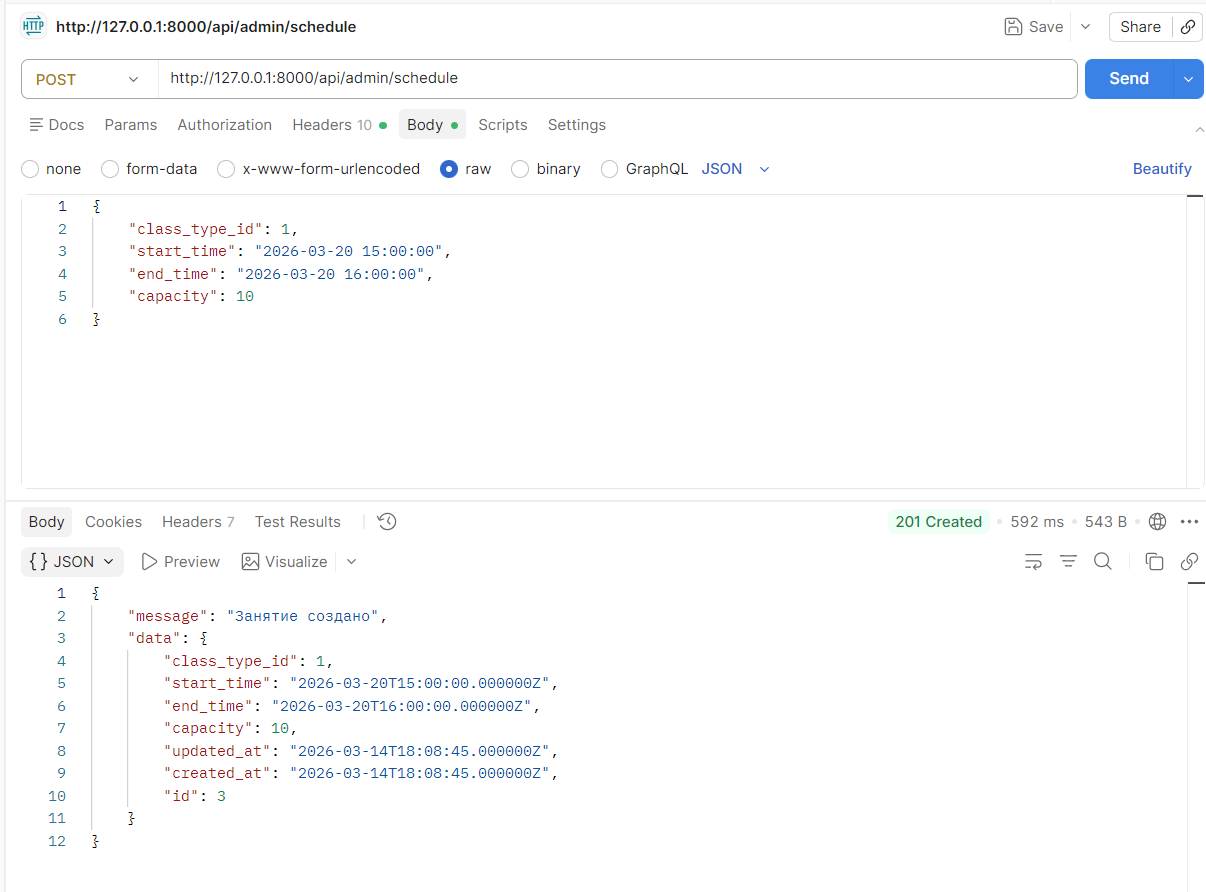 HTTP http://127.0.0.1:8000/api/admin/schedule Save Share
POST http://127.0.0.1:8000/api/admin/schedule Send
Docs Params Authorization Headers 10 Body Scripts Settings
none form-data x-www-form-urlencoded raw binary GraphQL JSON Beautify
1 {
2 "class_type_id": 1,
3 "start_time": "2026-03-20 15:00:00",
4 "end_time": "2026-03-20 16:00:00",
5 "capacity": 10
6 }
Body Cookies Headers 7 Test Results 201 Created 592 ms 543 B
{} JSON Preview Visualize
1 {
2 "message": "Занятие создано",
3 "data": {
4 "class_type_id": 1,
5 "start_time": "2026-03-20T15:00:00.000000Z",
6 "end_time": "2026-03-20T16:00:00.000000Z",
7 "capacity": 10,
8 "updated_at": "2026-03-14T18:08:45.000000Z",
9 "created_at": "2026-03-14T18:08:45.000000Z",
10 "id": 3
11 }
12 }